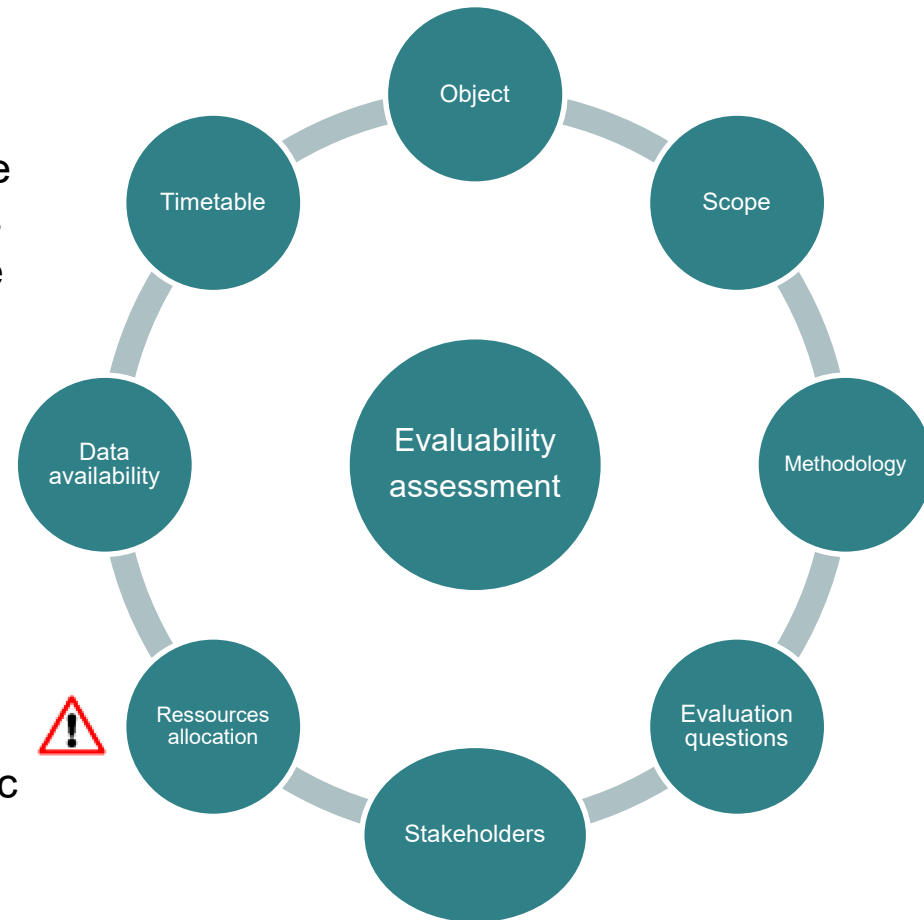 Object
Timetable
Scope
Evaluability
assessment
Data
availability
Methodology
Ressources
allocation
Evaluation
questions
Stakeholders